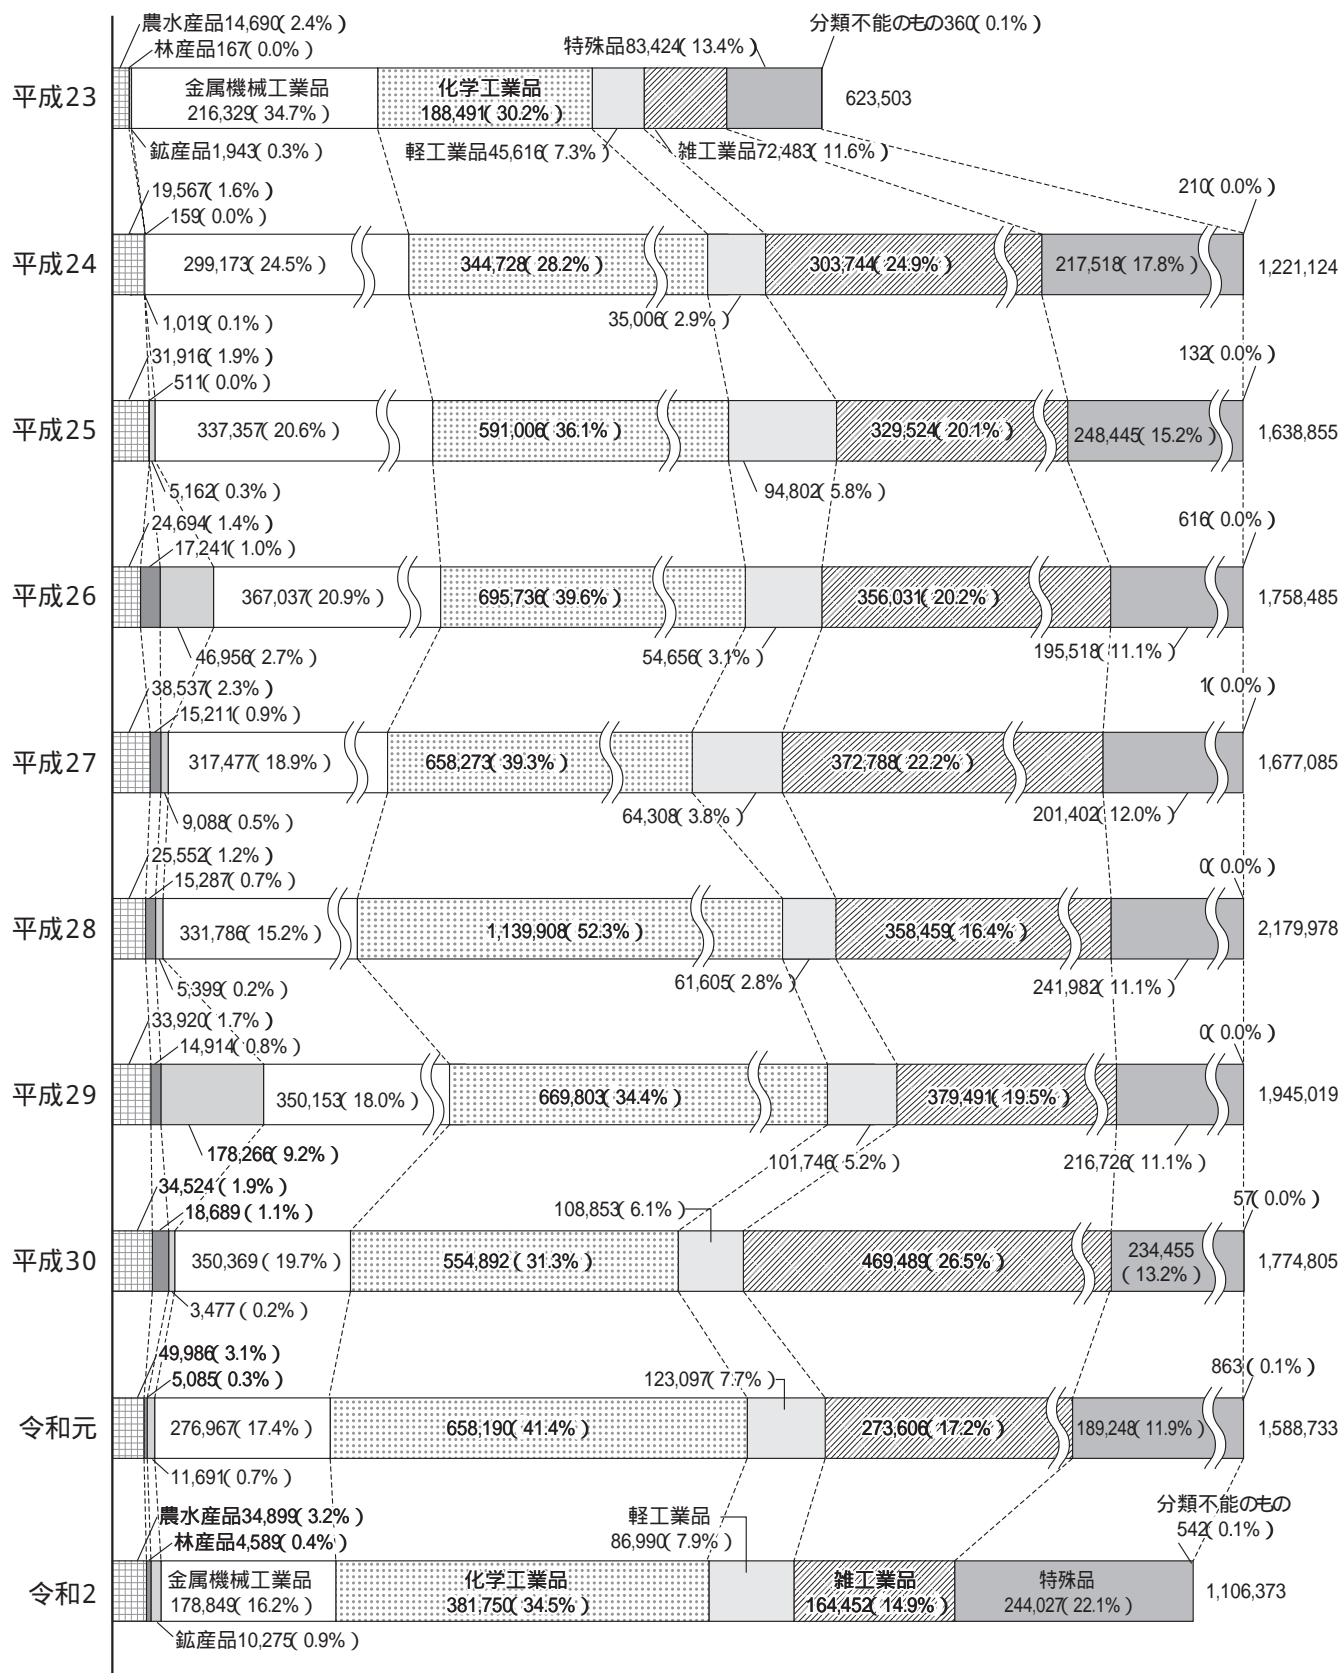 農水産品14,690( 2.4% )
林産品167( 0.0% )
特殊品83,424( 13.4% )
分類不能のもの360( 0.1% )
平成23
金属機械工業品
216,329( 34.7% )
化学工業品
188,491( 30.2% )
623,503
鉱産品1,943( 0.3% )
軽工業品45,616( 7.3% )
雑工業品72,483( 11.6% )
19,567( 1.6% )
159( 0.0% )
210( 0.0% )
平成24
299,173( 24.5% )
344,728( 28.2% )
303,744( 24.9% )
217,518( 17.8% )
1,221,124
1,019( 0.1% )
35,006( 2.9% )
31,916( 1.9% )
511( 0.0% )
132( 0.0% )
平成25
337,357( 20.6% )
591,006( 36.1% )
329,524( 20.1% )
248,445( 15.2% )
1,638,855
5,162( 0.3% )
94,802( 5.8% )
24,694( 1.4% )
17,241( 1.0% )
616( 0.0% )
平成26
367,037( 20.9% )
695,736( 39.6% )
356,031( 20.2% )
1,758,485
46,956( 2.7% )
54,656( 3.1% )
195,518( 11.1% )
38,537( 2.3% )
15,211( 0.9% )
1( 0.0% )
平成27
317,477( 18.9% )
658,273( 39.3% )
372,788( 22.2% )
1,677,085
9,088( 0.5% )
64,308( 3.8% )
201,402( 12.0% )
25,552( 1.2% )
15,287( 0.7% )
0( 0.0% )
平成28
331,786( 15.2% )
1,139,908( 52.3% )
358,459( 16.4% )
2,179,978
5,399( 0.2% )
61,605( 2.8% )
241,982( 11.1% )
33,920( 1.7% )
14,914( 0.8% )
0( 0.0% )
平成29
350,153( 18.0% )
669,803( 34.4% )
379,491( 19.5% )
1,945,019
178,266( 9.2% )
101,746( 5.2% )
216,726( 11.1% )
34,524( 1.9% )
18,689( 1.1% )
108,853( 6.1% )
57( 0.0% )
平成30
350,369( 19.7% )
554,892( 31.3% )
469,489( 26.5% )
234,455
( 13.2% )
1,774,805
3,477( 0.2% )
49,986( 3.1% )
5,085( 0.3% )
123,097( 7.7% )
863( 0.1% )
令和元
276,967( 17.4% )
658,190( 41.4% )
273,606( 17.2% )
189,248( 11.9% )
1,588,733
11,691( 0.7% )
農水産品34,899( 3.2% )
林産品4,589( 0.4% )
軽工業品
86,990( 7.9% )
分類不能のもの
542( 0.1% )
令和2
金属機械工業品
178,849( 16.2% )
化学工業品
381,750( 34.5% )
雑工業品
164,452( 14.9% )
特殊品
244,027( 22.1% )
1,106,373
鉱産品10,275( 0.9% )